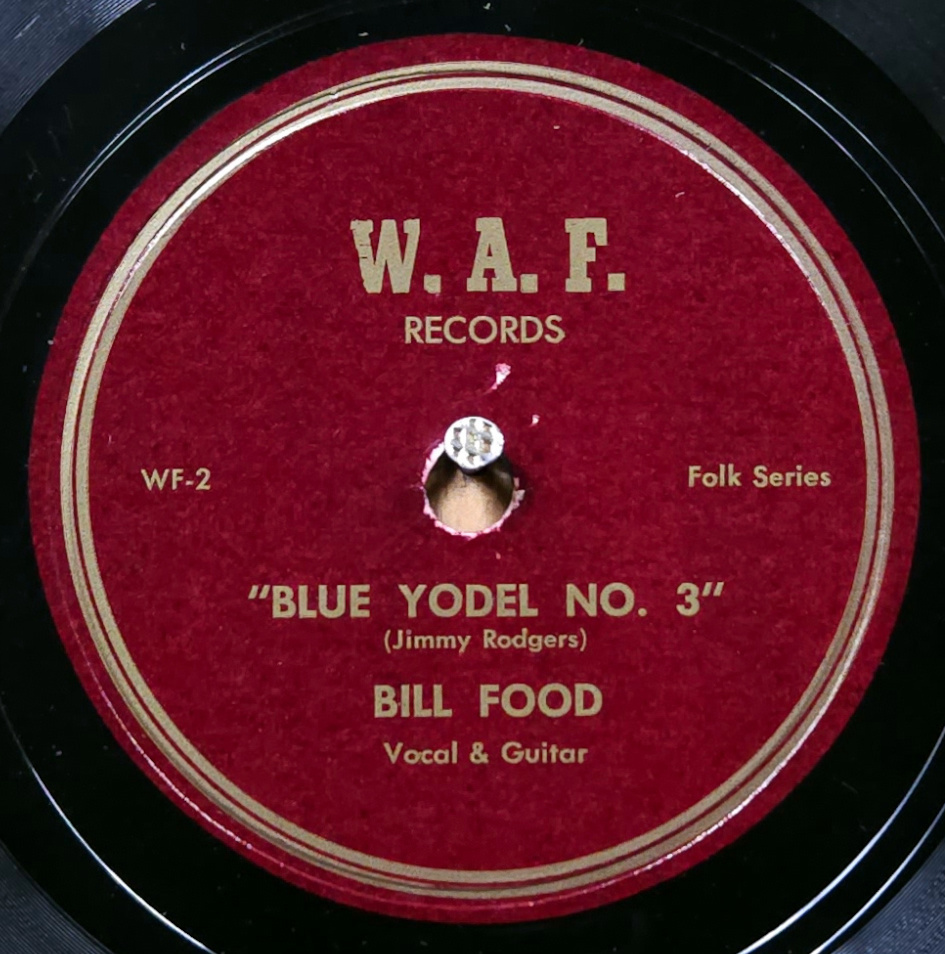 W. A. F.
RECORDS
WF-2
Folk Series
"BLUE YODEL NO. 3"
(Jimmy Rodgers)
BILL FOOD
Vocal & Guitar